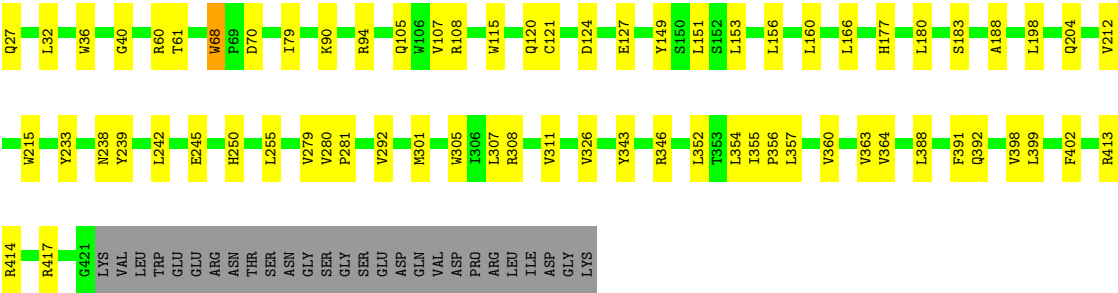 Q27 L32 W36 G40 R60 T61 W68 P69 D70 I79 K90 R94 Q105 W106 V107 R108 W115 Q120 C121 D124 E127 Y149 S150 L151 S152 L153 L156 L160 L166 H177 L180 S183 A188 L198 Q204 V212
W215 Y233 N238 Y239 L242 E245 H250 L255 V279 V280 P281 V292 M301 W305 I306 L307 R308 V311 V326 Y343 R346 L352 T353 L354 I355 P356 L357 V360 V363 V364 L388 F391 Q392 V398 L399 F402 R413
R414 R417 G421 LYS VAL LEU TRP GLU GLU ARG ASN THR SER ASN GLY SER GLY SER GLU ASP GLN VAL ASP PRO ARG LEU ILE ASP GLY LYS